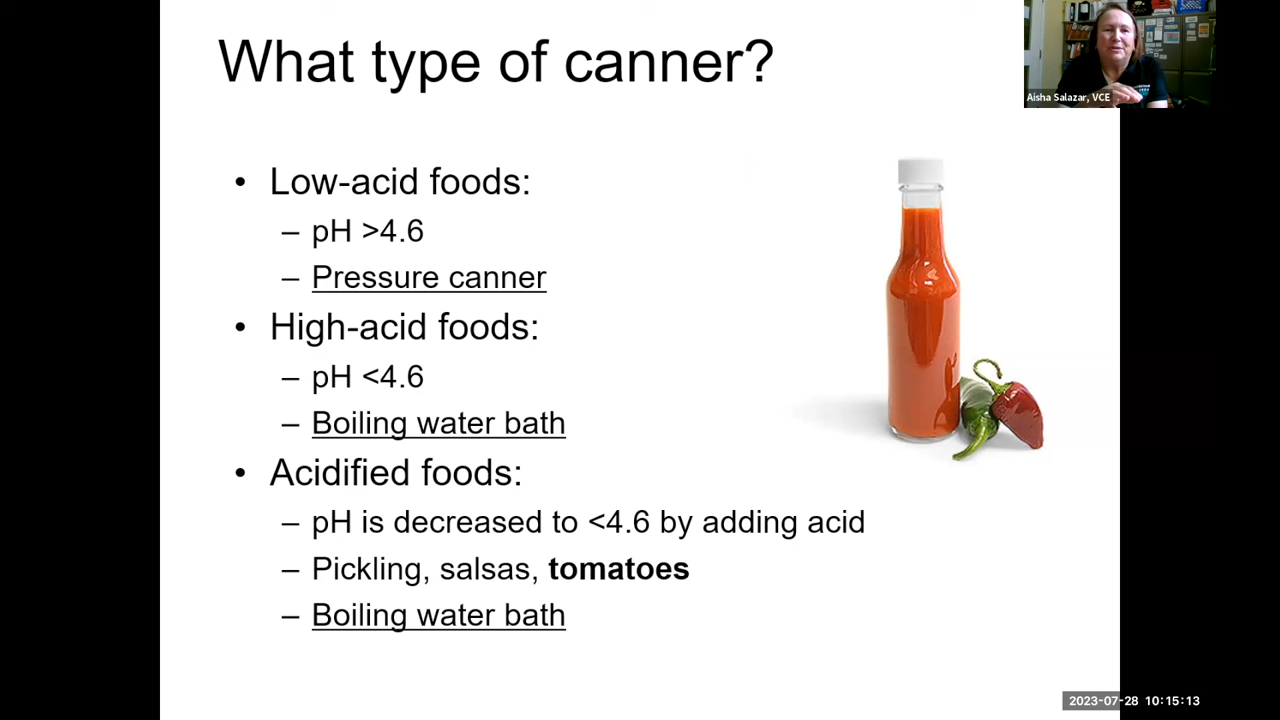 What type of canner?
Aisha Salazar, VCE
• Low-acid foods:
– pH >4.6
– Pressure canner
• High-acid foods:
– pH <4.6
– Boiling water bath
• Acidified foods:
– pH is decreased to <4.6 by adding acid
– Pickling, salsas, tomatoes
– Boiling water bath
2023-07-28 10:15:13